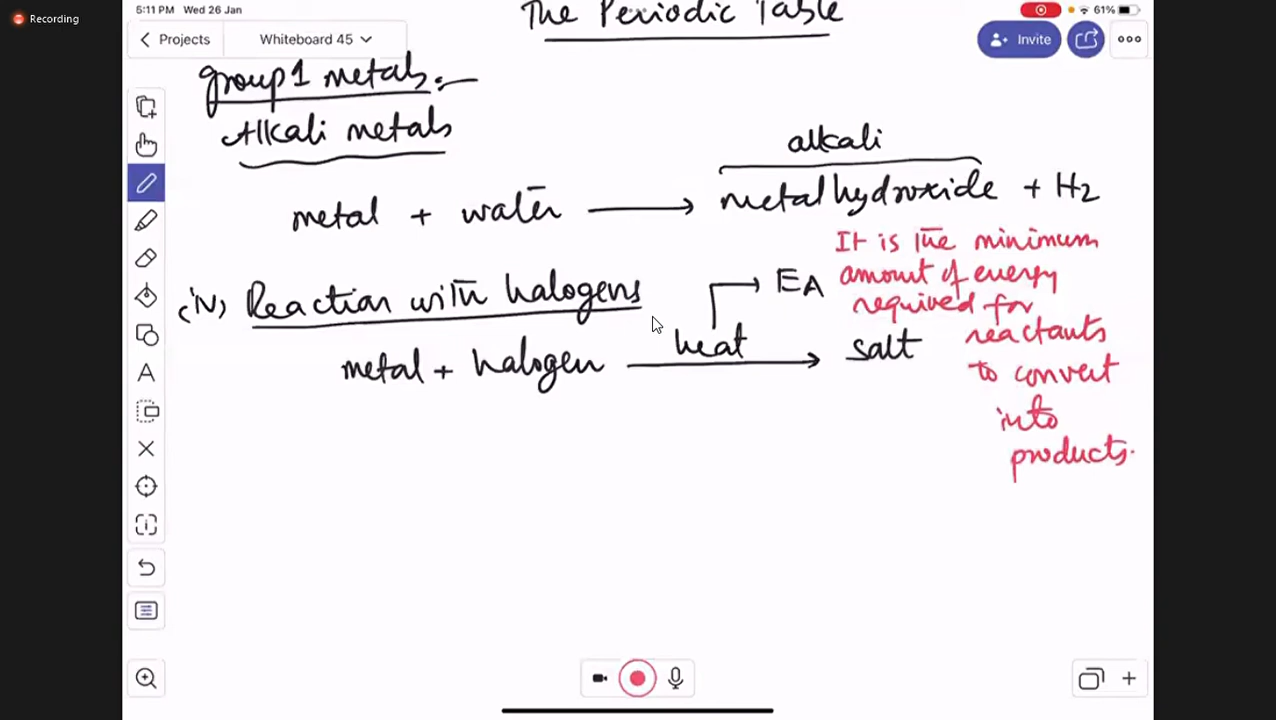 Recording
5:11 PM Wed 26 Jan
61%
The Periodic Table
Projects
Whiteboard 45
Invite
group 1 metals:-
Alkali metals
alkali
metal + water → metalhydroxide + H2
It is the minimum
amount of energy
required for
reactants
to convert
into
products.
(iv) Reaction with halogens
EA
heat
metal + halogen → salt
A